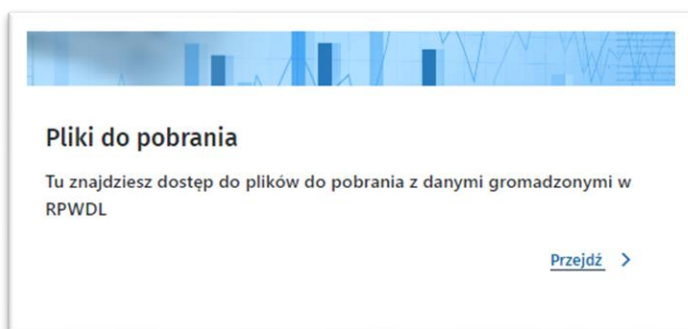 Pliki do pobrania
Tu znajdziesz dostęp do plików do pobrania z danymi gromadzonymi w
RPWDL
Przejdź